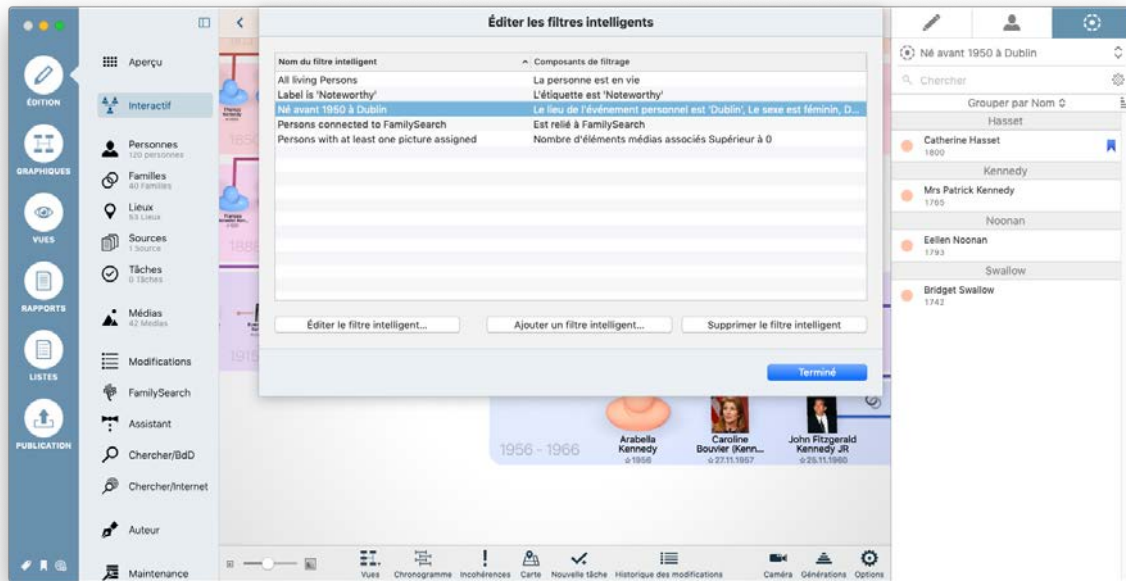 ÉDITION
GRAPHIQUES
VUES
RAPPORTS
LISTES
PUBLICATION
Aperçu
Interactif
Personnes
120 personnes
Familles
40 Familles
Lieux
53 Lieux
Sources
1 Source
Tâches
0 Tâches
Médias
42 Medias
Modifications
FamilySearch
Assistant
Chercher/BdD
Chercher/Internet
Auteur
Maintenance
Éditer les filtres intelligents
Nom du filtre intelligent
Composants de filtrage
All living Persons
La personne est en vie
Label is 'Noteworthy'
L'étiquette est 'Noteworthy'
Né avant 1950 à Dublin
Le lieu de l'événement personnel est 'Dublin', Le sexe est féminin, D...
Persons connected to FamilySearch
Est relié à FamilySearch
Persons with at least one picture assigned
Nombre d'éléments médias associés Supérieur à 0
Éditer le filtre intelligent...
Ajouter un filtre intelligent...
Supprimer le filtre intelligent
Terminé
1956 - 1966
Arabella
Kennedy
☆1956
Caroline
Bouvier (Kenn...
☆27.11.1957
John Fitzgerald
Kennedy JR
☆25.11.1960
Vues
Chronogramme
Incohérences
Carte
Nouvelle tâche
Historique des modifications
Caméra
Générations
Options
Né avant 1950 à Dublin
Chercher
Grouper par Nom
Hasset
Catherine Hasset
1800
Kennedy
Mrs Patrick Kennedy
1765
Noonan
Eellen Noonan
1793
Swallow
Bridget Swallow
1742